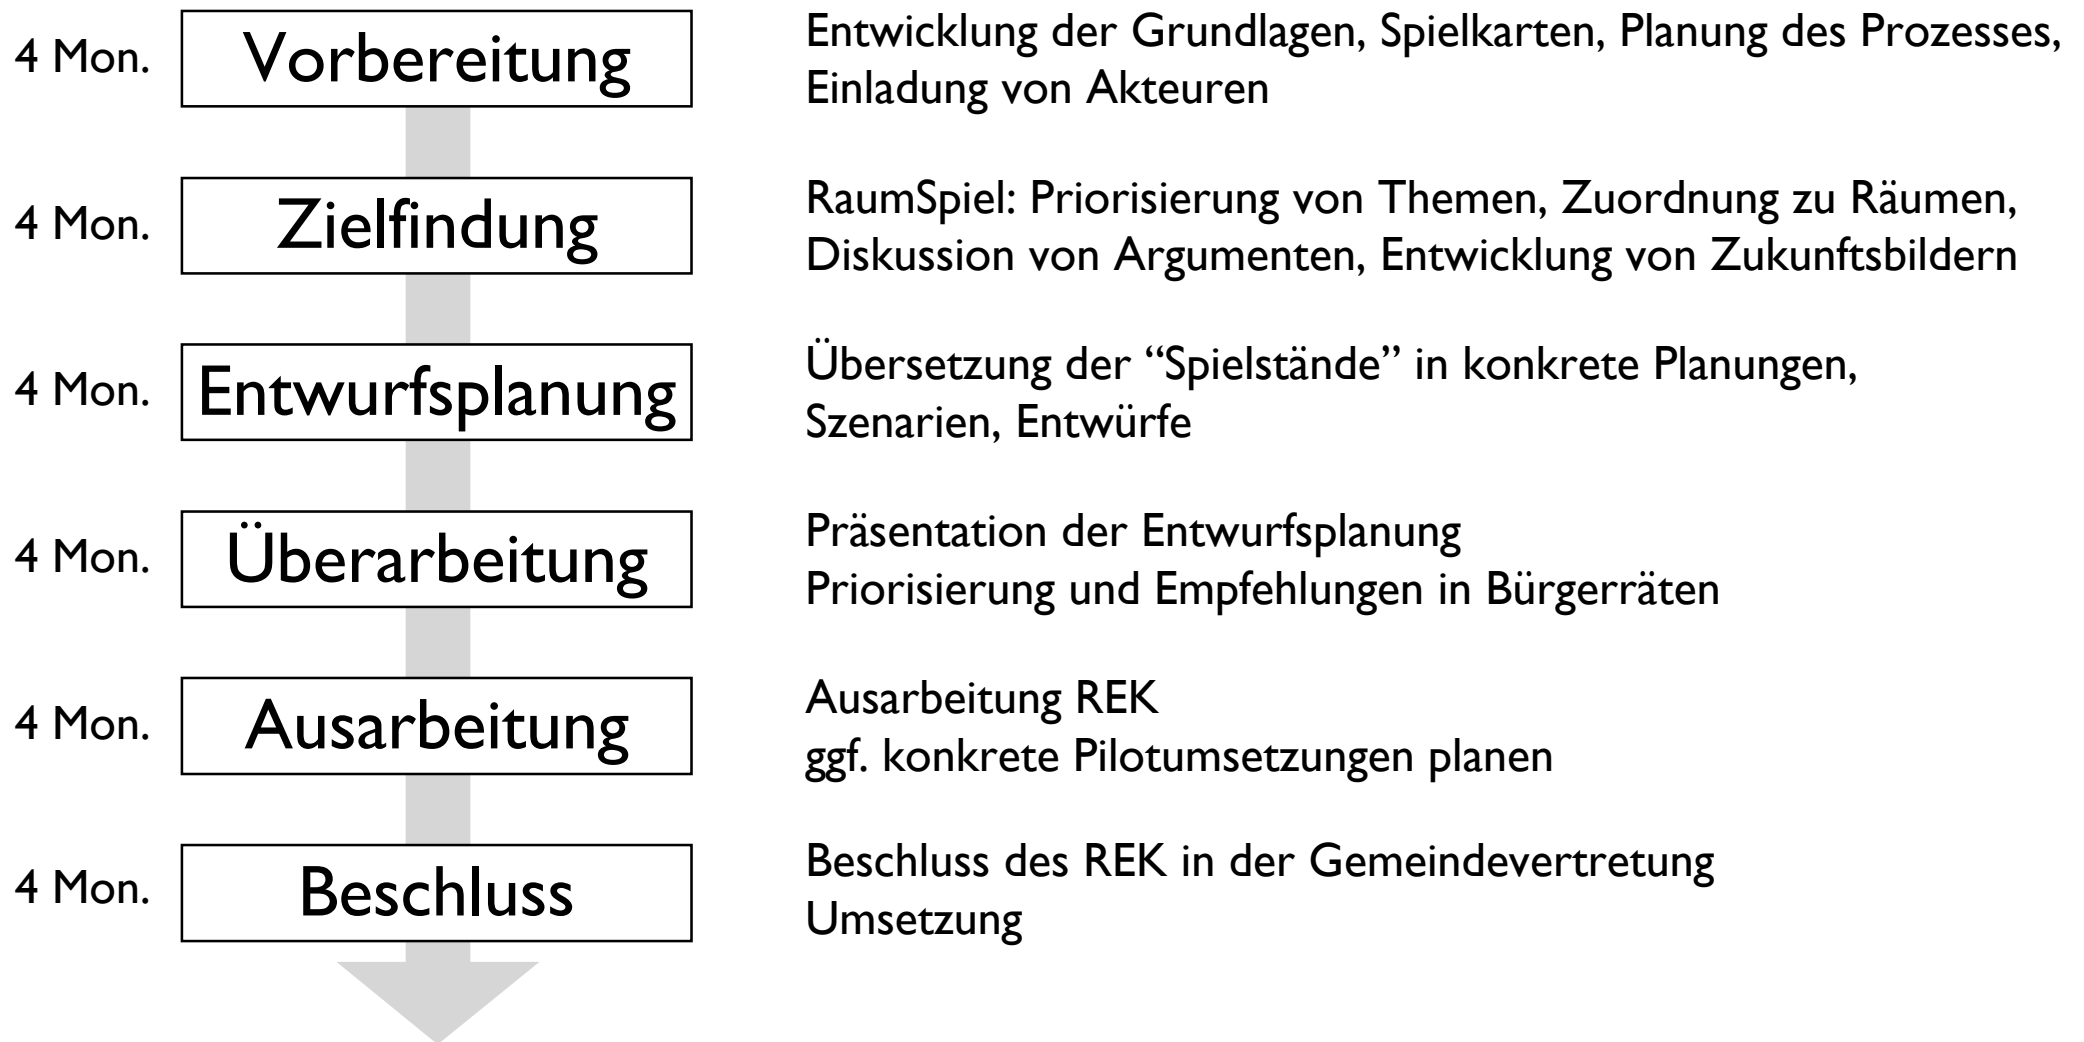 4 Mon.
Vorbereitung
Entwicklung der Grundlagen, Spielkarten, Planung des Prozesses,
Einladung von Akteuren
4 Mon.
Zielfindung
RaumSpiel: Priorisierung von Themen, Zuordnung zu Räumen,
Diskussion von Argumenten, Entwicklung von Zukunftsbildern
4 Mon.
Entwurfsplanung
Übersetzung der “Spielstände” in konkrete Planungen,
Szenarien, Entwürfe
4 Mon.
Überarbeitung
Präsentation der Entwurfsplanung
Priorisierung und Empfehlungen in Bürgerräten
4 Mon.
Ausarbeitung
Ausarbeitung REK
ggf. konkrete Pilotumsetzungen planen
4 Mon.
Beschluss
Beschluss des REK in der Gemeindevertretung
Umsetzung